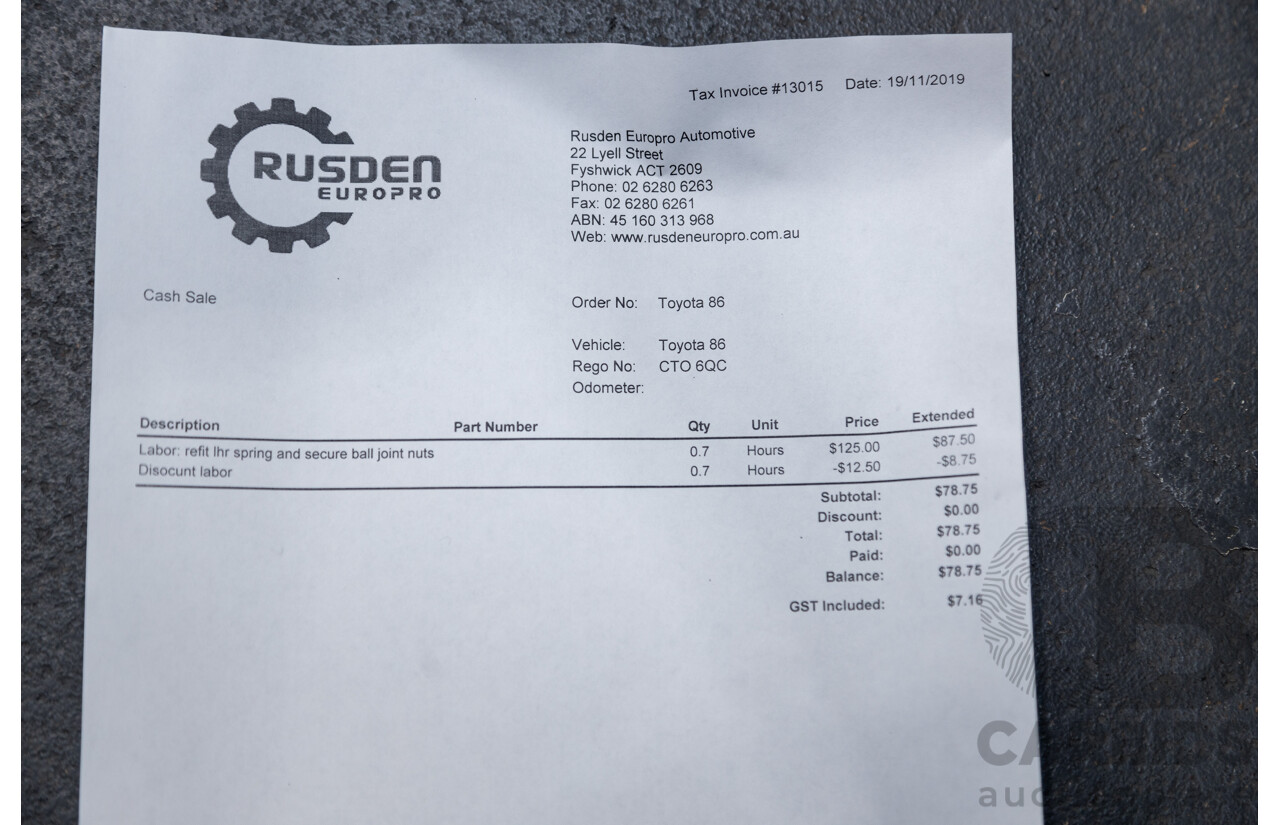 Tax Invoice #13015 Date: 19/11/2019
RUSDEN
EUROPRO
Rusden Europro Automotive
22 Lyell Street
Fyshwick ACT 2609
Phone: 02 6280 6263
Fax: 02 6280 6261
ABN: 45 160 313 968
Web: www.rusdeneuropro.com.au
Cash Sale
Order No: Toyota 86
Vehicle: Toyota 86
Rego No: CTO 6QC
Odometer:
Description Part Number Qty Unit Price Extended
Labor: refit lhr spring and secure ball joint nuts 0.7 Hours $125.00 $87.50
Disocunt labor 0.7 Hours -$12.50 -$8.75
Subtotal: $78.75
Discount: $0.00
Total: $78.75
Paid: $0.00
Balance: $78.75
GST Included: $7.16